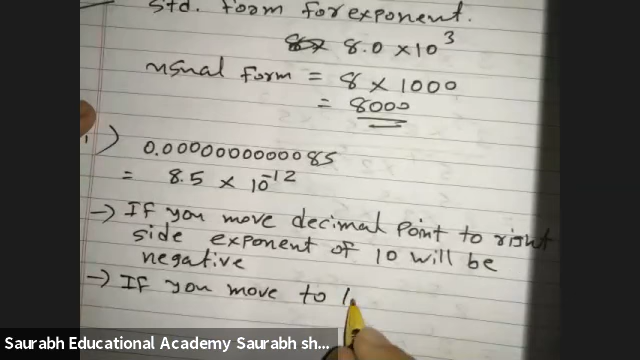 std. form for exponent.
8.0 × 10³
usual form = 8 × 1000
= 8000
0.0000000000085
= 8.5 × 10⁻¹²
→ If you move decimal point to right
side exponent of 10 will be
negative
→ If you move to l
Saurabh Educational Academy Saurabh sh...